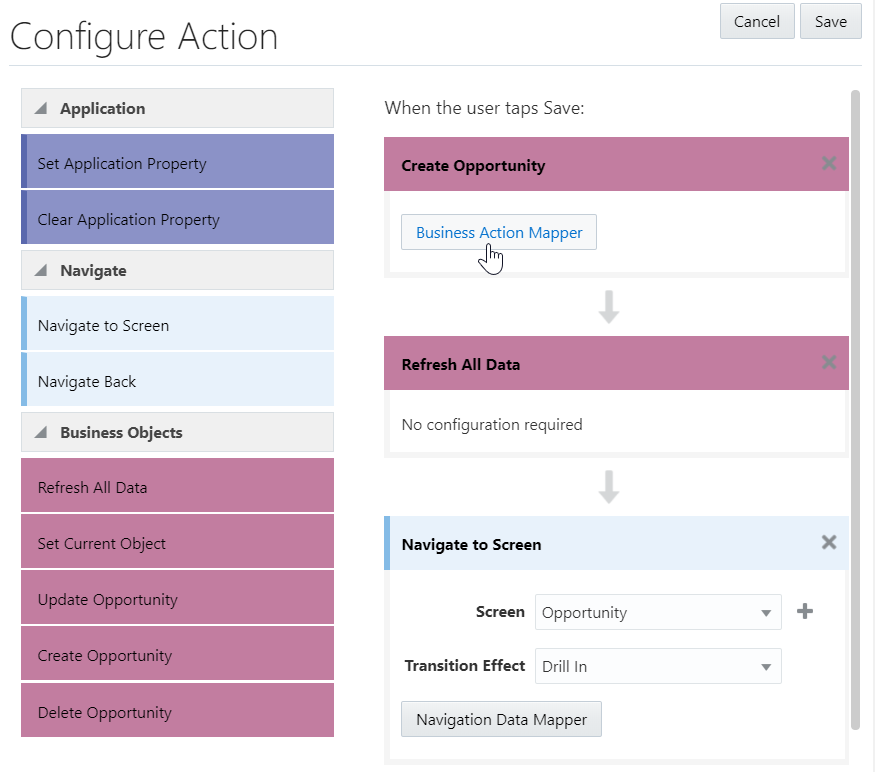 Configure Action
Cancel
Save
Application
Set Application Property
Clear Application Property
Navigate
Navigate to Screen
Navigate Back
Business Objects
Refresh All Data
Set Current Object
Update Opportunity
Create Opportunity
Delete Opportunity
When the user taps Save:
Create Opportunity
Business Action Mapper
Refresh All Data
No configuration required
Navigate to Screen
Screen Opportunity
Transition Effect Drill In
Navigation Data Mapper